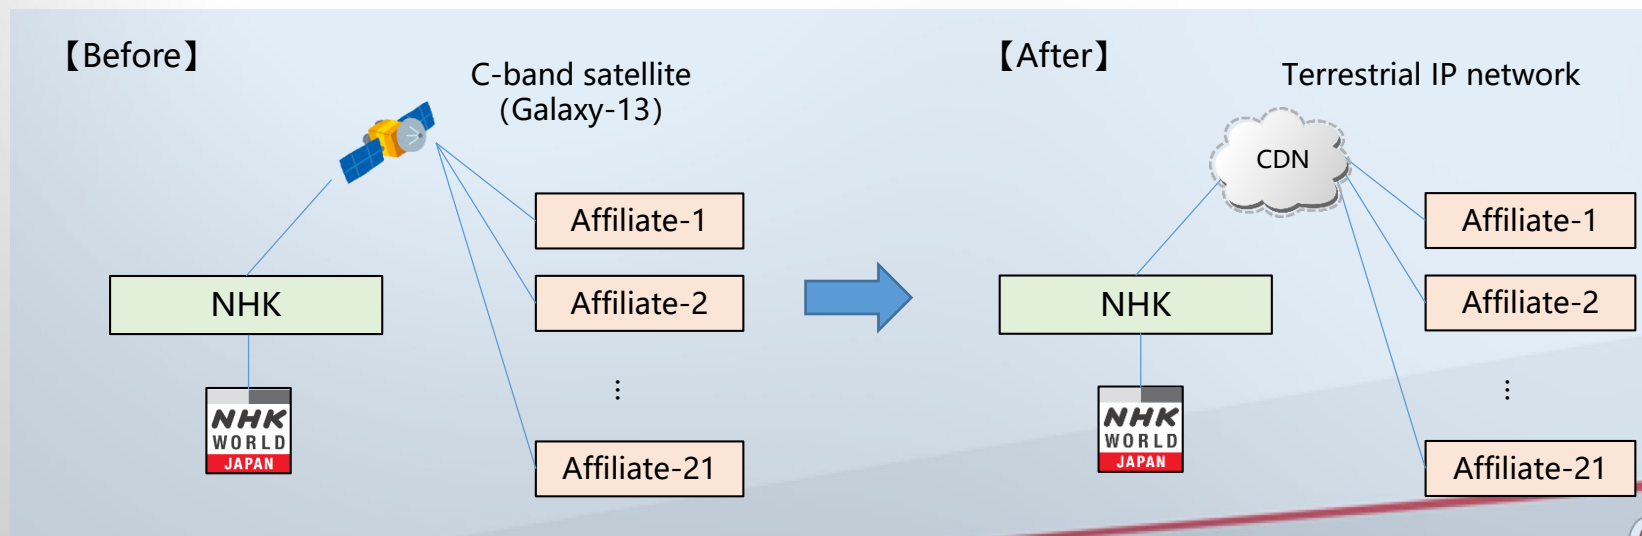 【Before】
C-band satellite
(Galaxy-13)
Affiliate-1
NHK
Affiliate-2
⋮
Affiliate-21
NHK
WORLD
JAPAN
【After】
Terrestrial IP network
CDN
Affiliate-1
NHK
Affiliate-2
⋮
Affiliate-21
NHK
WORLD
JAPAN